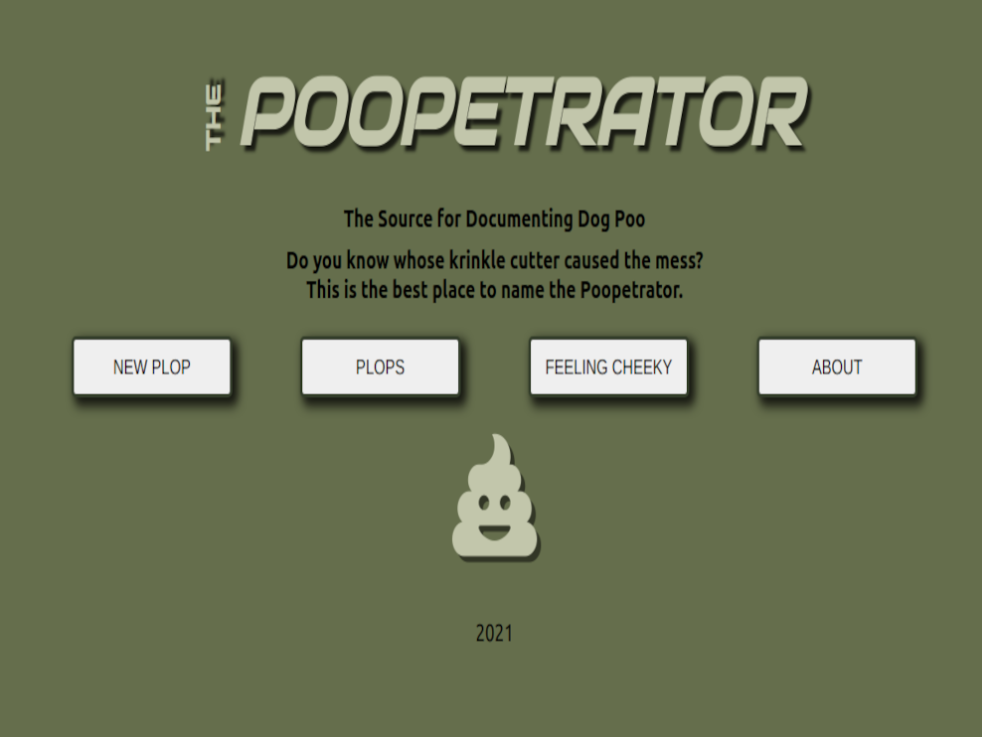 THE POOPETRATOR
The Source for Documenting Dog Poo
Do you know whose krinkle cutter caused the mess?
This is the best place to name the Poopetrator.
NEW PLOP
PLOPS
FEELING CHEEKY
ABOUT
2021